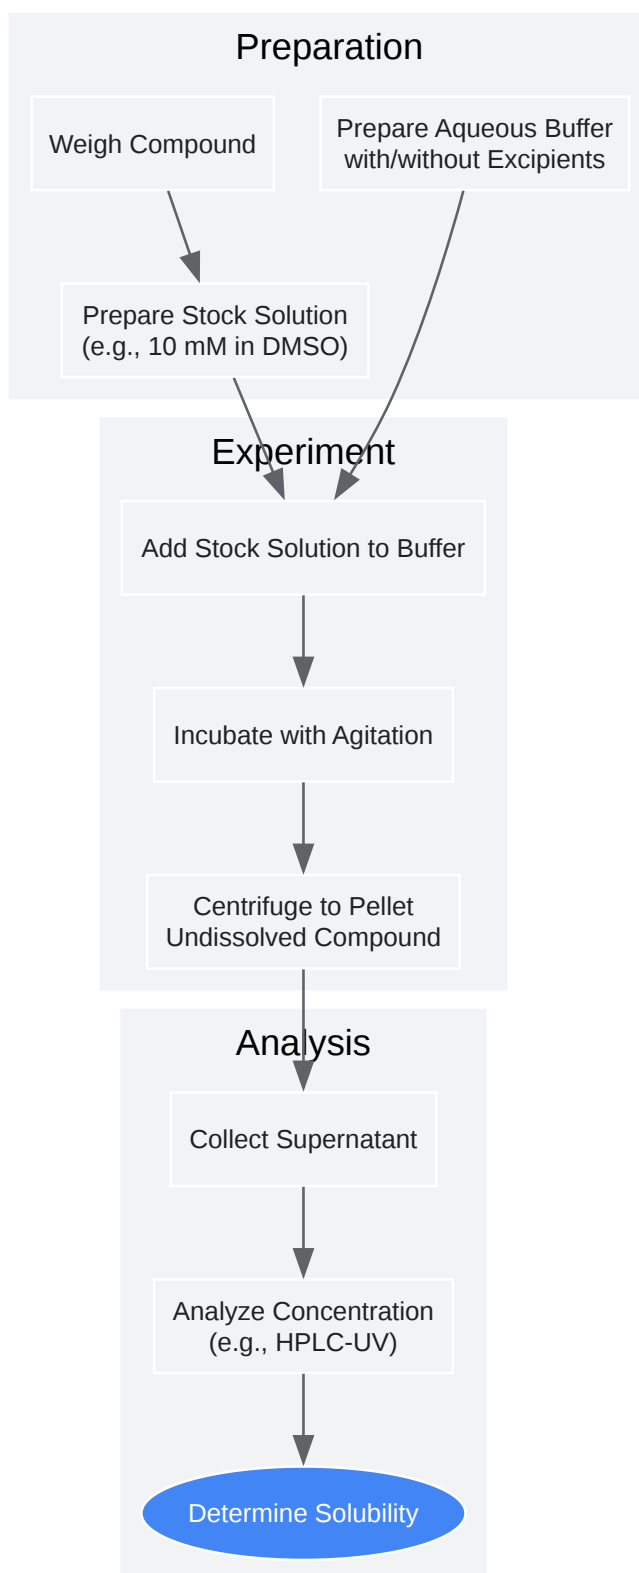 Preparation
Weigh Compound
Prepare Aqueous Buffer
with/without Excipients
Prepare Stock Solution
(e.g., 10 mM in DMSO)
Experiment
Add Stock Solution to Buffer
Incubate with Agitation
Centrifuge to Pellet
Undissolved Compound
Analysis
Collect Supernatant
Analyze Concentration
(e.g., HPLC-UV)
Determine Solubility